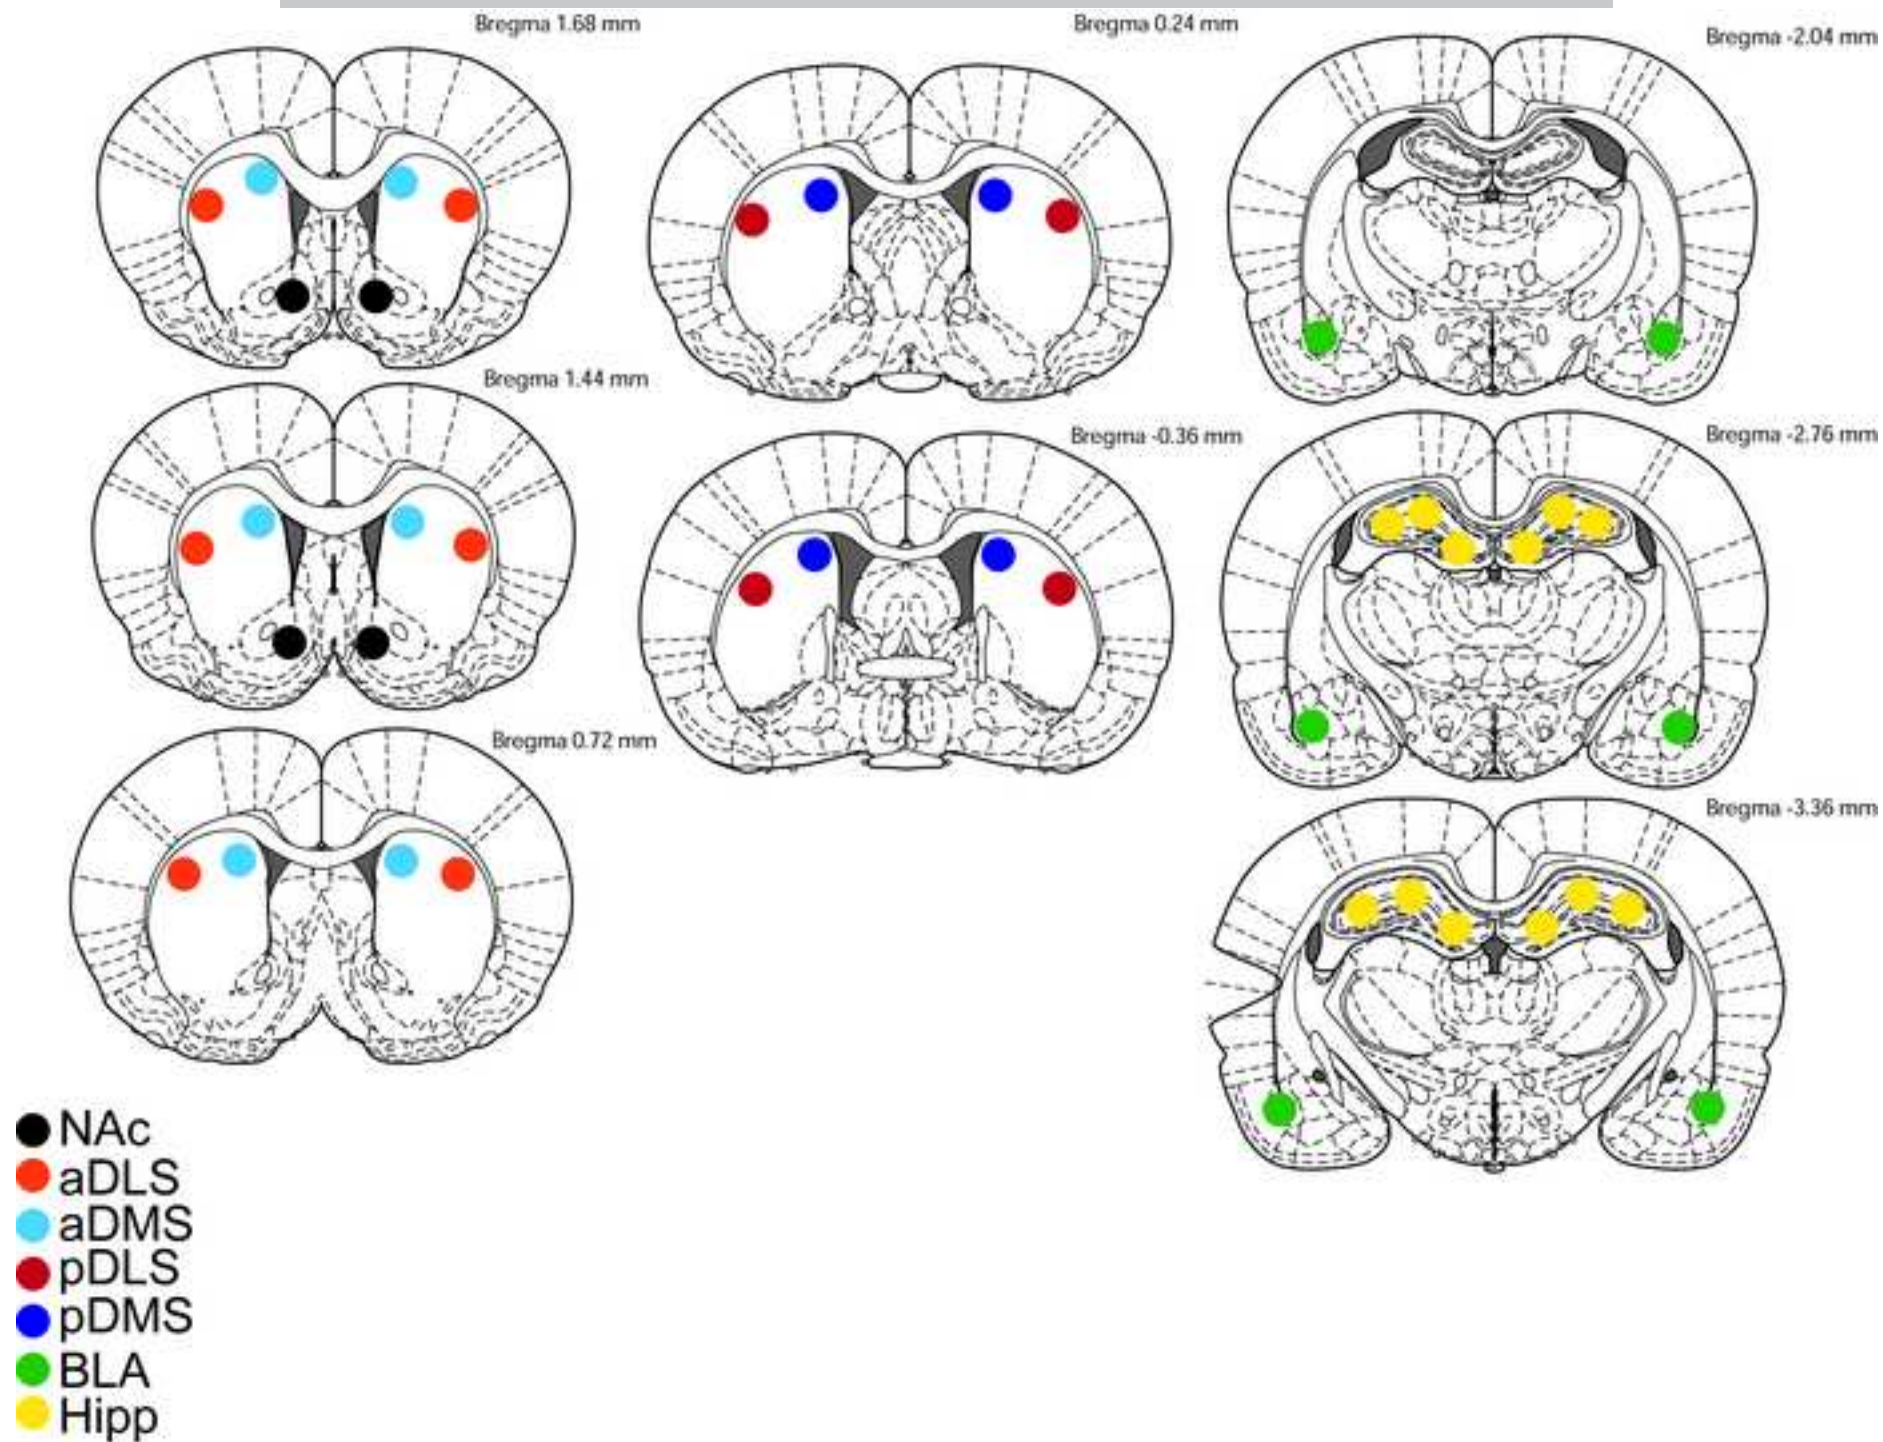 Bregma 1.68 mm
Bregma 0.24 mm
Bregma -2.04 mm
Bregma 1.44 mm
Bregma -0.36 mm
Bregma -2.76 mm
Bregma 0.72 mm
Bregma -3.36 mm
NAc
aDLS
aDMS
pDLS
pDMS
BLA
Hipp